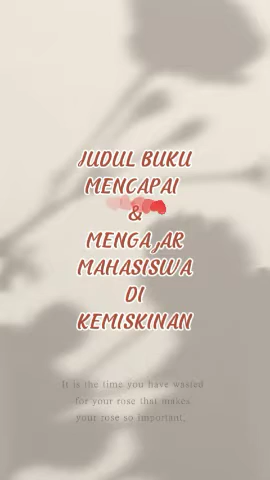 JUDUL BUKU
MENCAPAI
&
MENGAJAR
MAHASISWA
DI
KEMISKINAN
It is the time you have wasted
for your rose that makes
your rose so important,